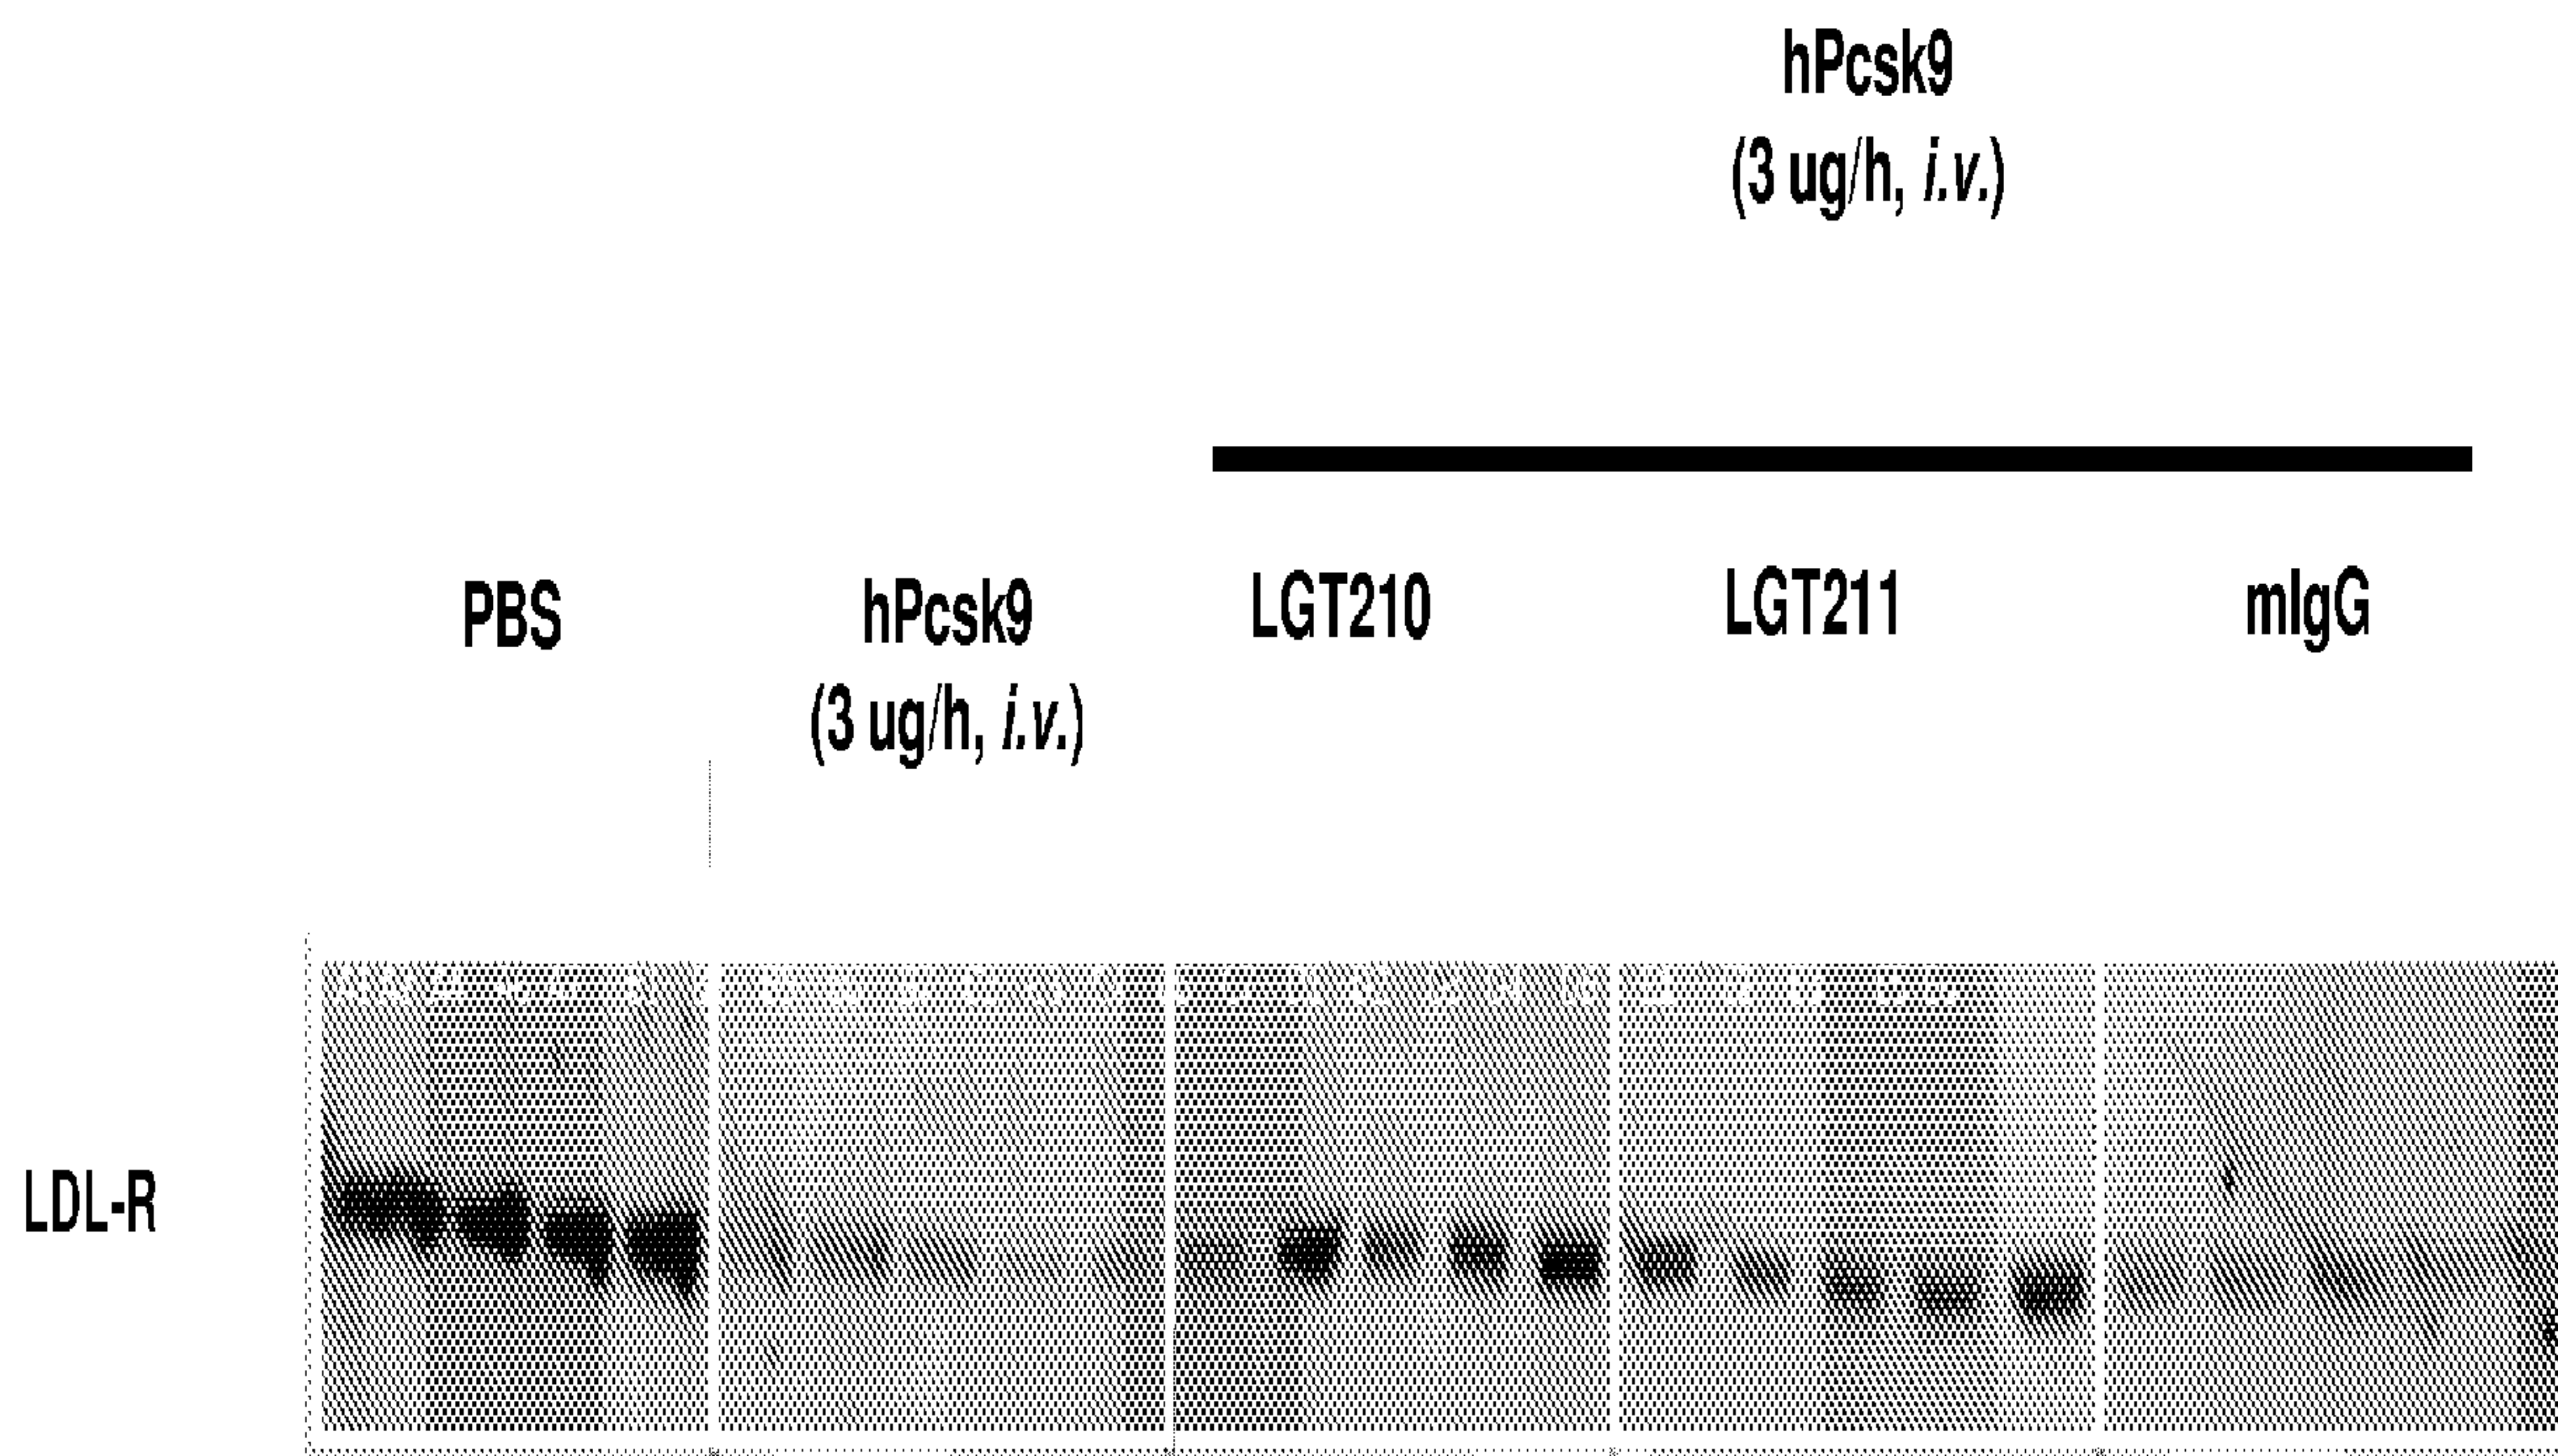 hPcsk9
(3 ug/h, i.v.)
PBS
hPcsk9
(3 ug/h, i.v.)
LGT210
LGT211
mIgG
LDL-R